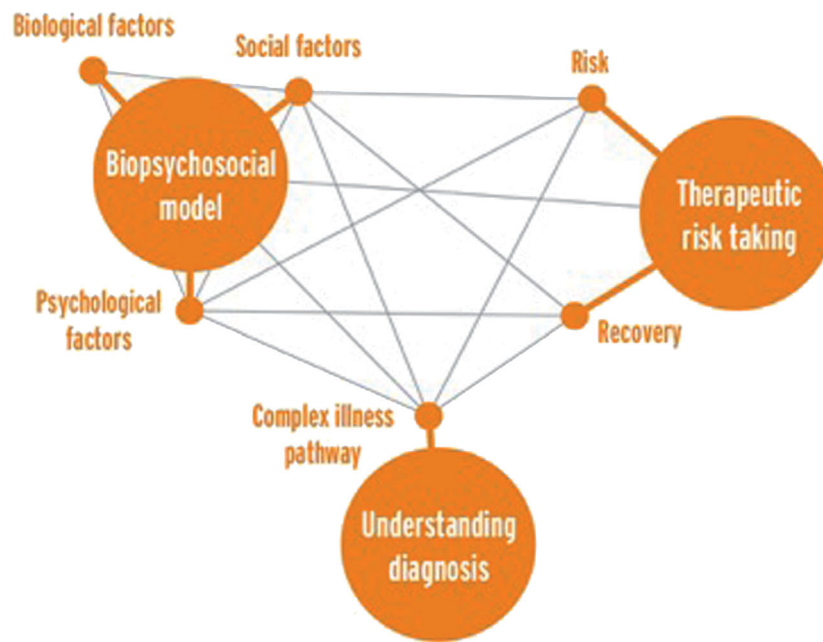 Biological factors
Social factors
Risk
Biopsychosocial
model
Therapeutic
risk taking
Psychological
factors
Recovery
Complex illness
pathway
Understanding
diagnosis